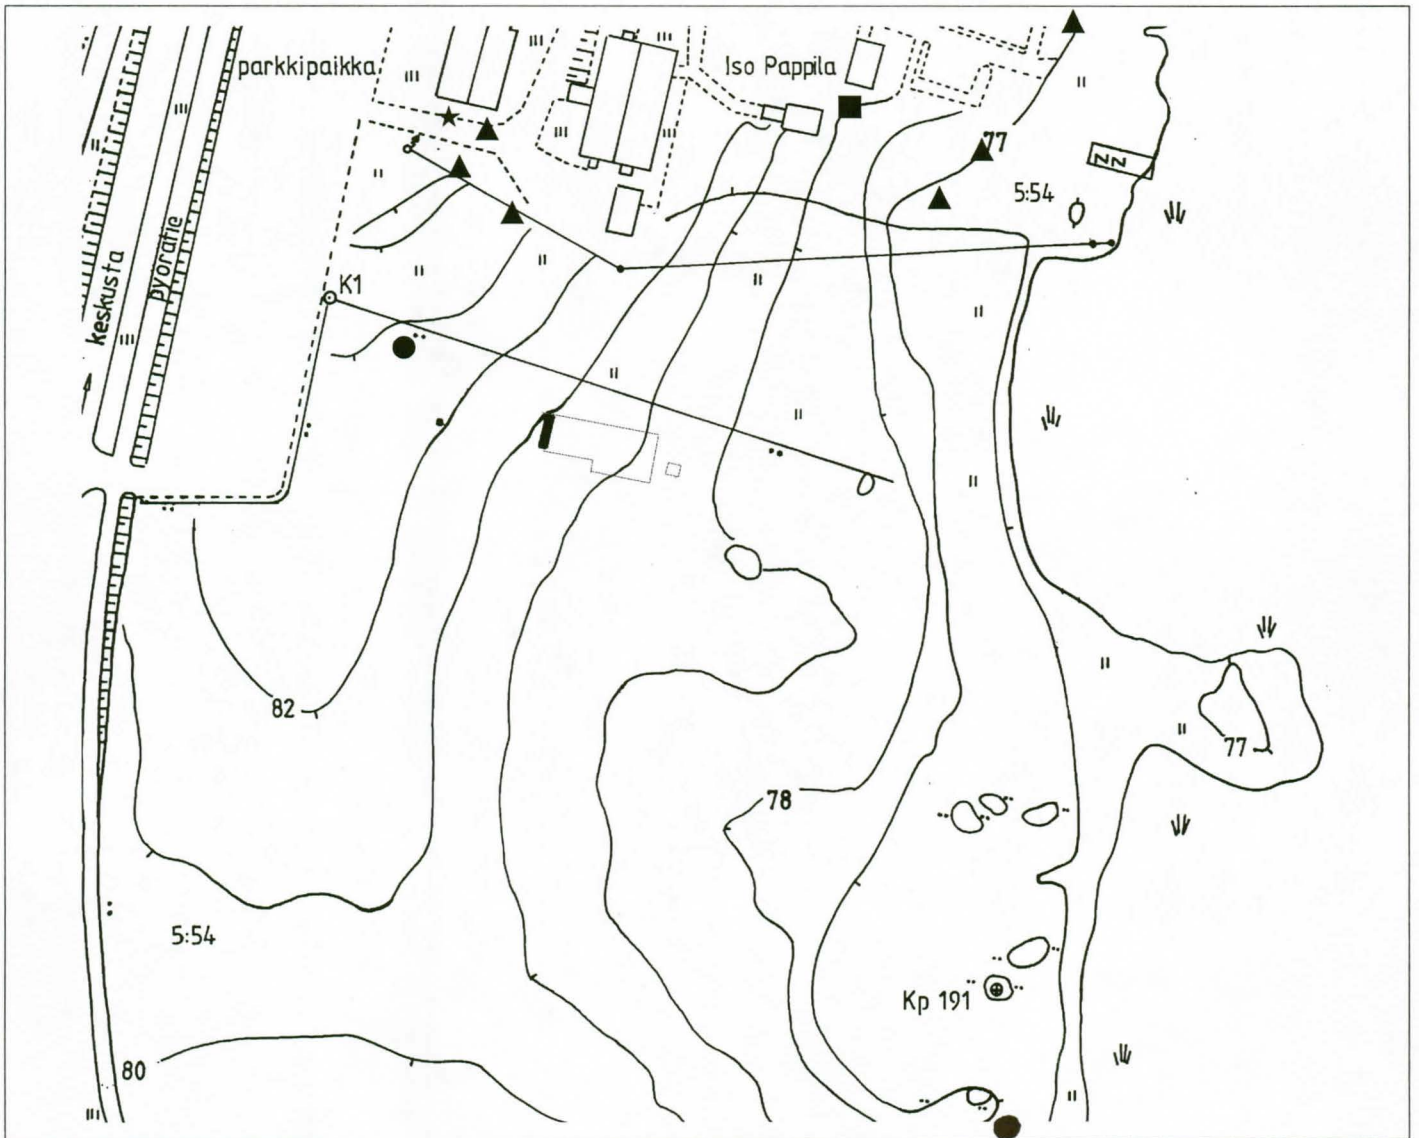 parkkipaikka
Iso Pappila
77
5:54
pyörätie
keskusta
K1
82
77
78
5:54
Kp 191
80